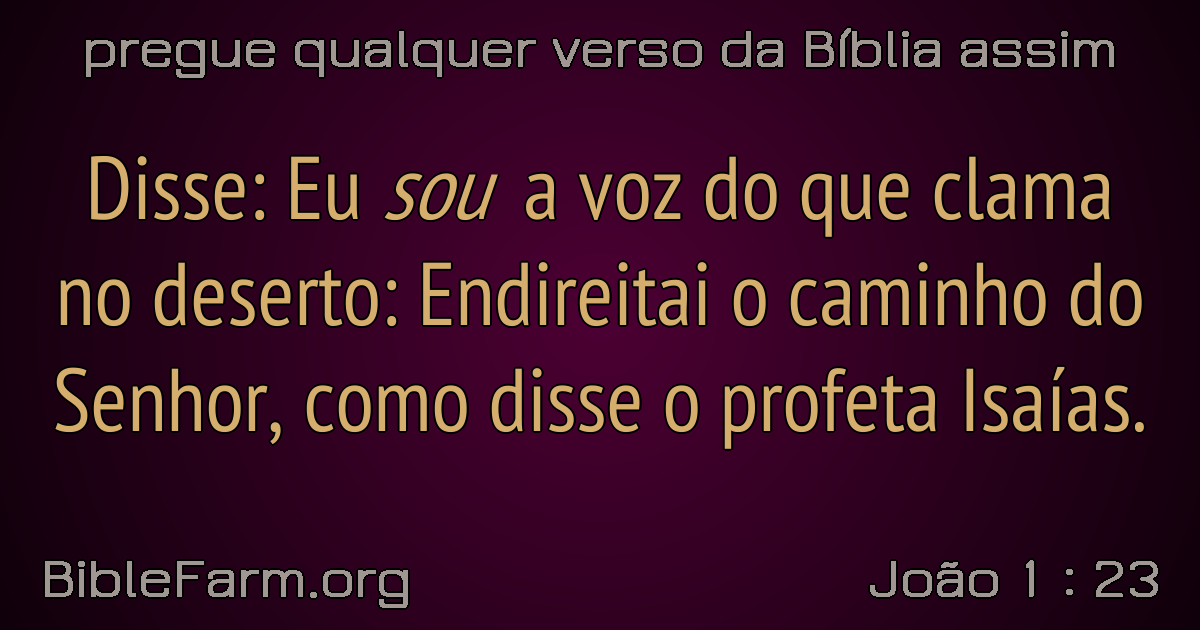 pregue qualquer verso da Bíblia assim
Disse: Eu sou a voz do que clama
no deserto: Endireitai o caminho do
Senhor, como disse o profeta Isaías.
BibleFarm.org
João 1 : 23